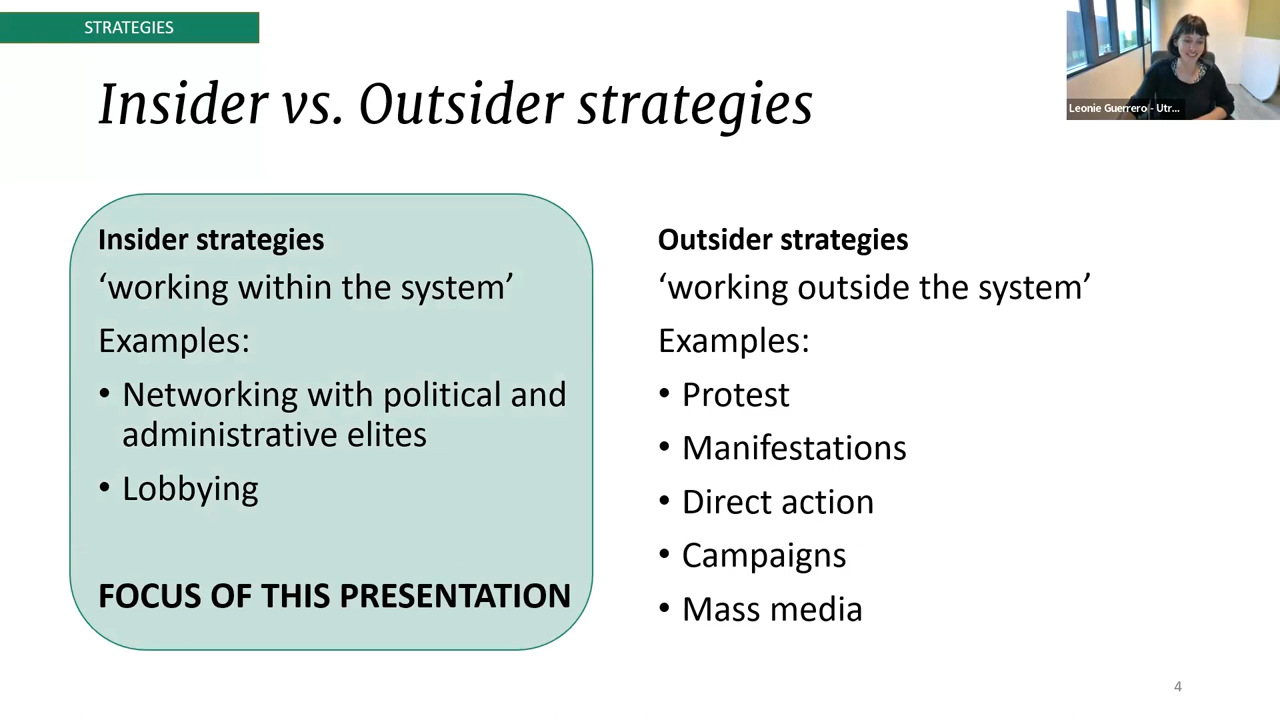 STRATEGIES
Insider vs. Outsider strategies
Leonie Guerrero - Utr...
Insider strategies
‘working within the system’
Examples:
• Networking with political and
administrative elites
• Lobbying
FOCUS OF THIS PRESENTATION
Outsider strategies
‘working outside the system’
Examples:
• Protest
• Manifestations
• Direct action
• Campaigns
• Mass media
4